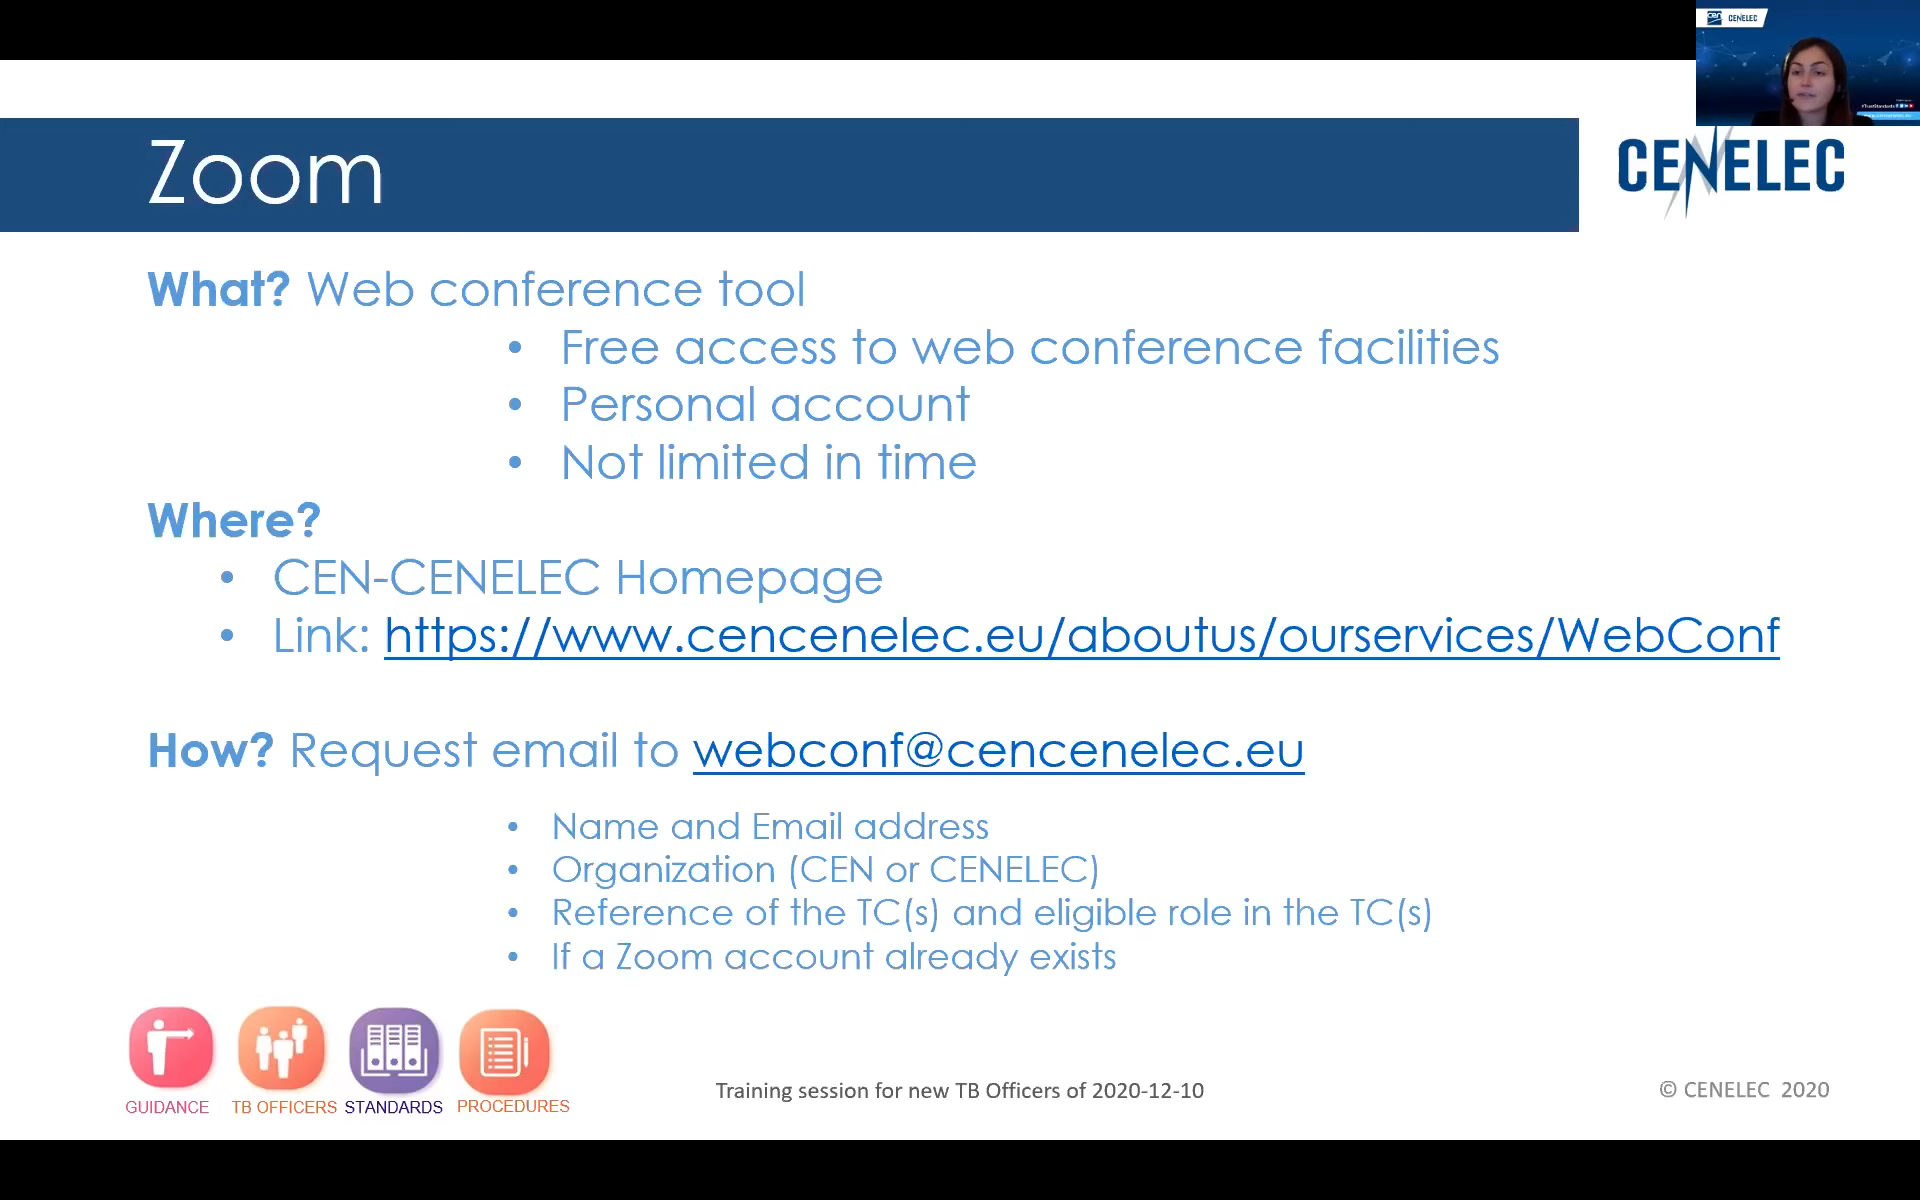 CENELEC
Zoom
CENELEC
What? Web conference tool
• Free access to web conference facilities
• Personal account
• Not limited in time
Where?
• CEN-CENELEC Homepage
• Link: https://www.cencenelec.eu/aboutus/ourservices/WebConf
How? Request email to webconf@cencenelec.eu
• Name and Email address
• Organization (CEN or CENELEC)
• Reference of the TC(s) and eligible role in the TC(s)
• If a Zoom account already exists
GUIDANCE TB OFFICERS STANDARDS PROCEDURES
Training session for new TB Officers of 2020-12-10
© CENELEC 2020